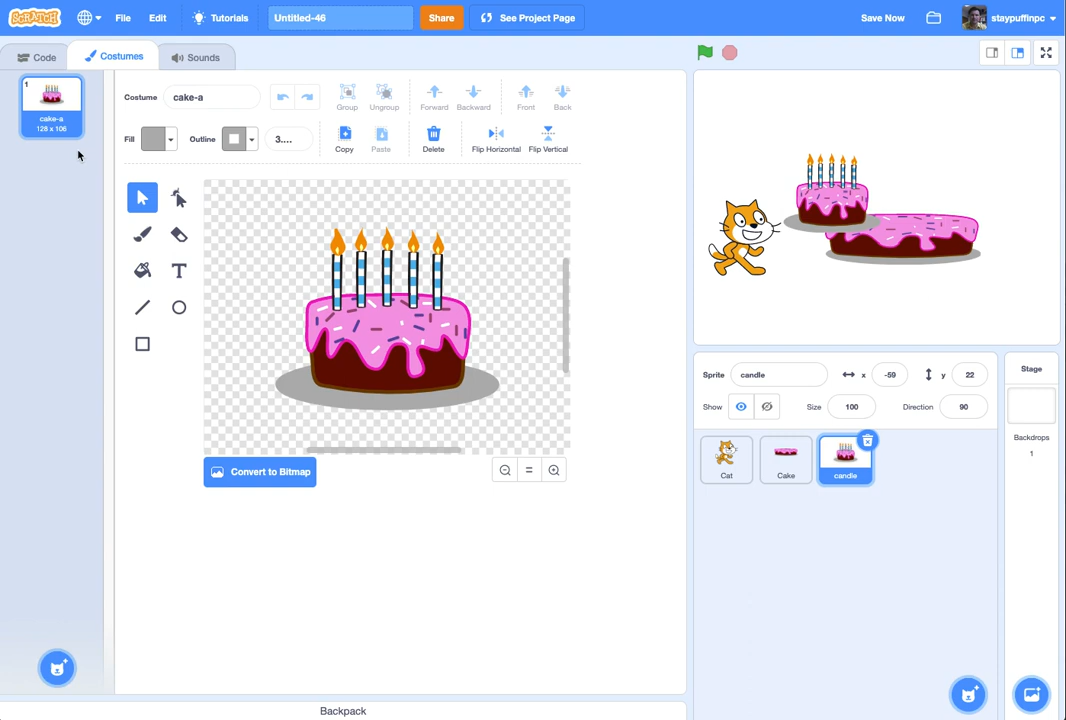 SCRATCH File Edit Tutorials Untitled-46 Share See Project Page Save Now staypuffinpc
Code Costumes Sounds
1
cake-a
128 x 106
Costume cake-a Group Ungroup Forward Backward Front Back
Fill Outline 3.... Copy Paste Delete Flip Horizontal Flip Vertical
Convert to Bitmap
Sprite candle x -59 y 22
Show Size 100 Direction 90
Cat Cake candle
Stage
Backdrops
1
Backpack